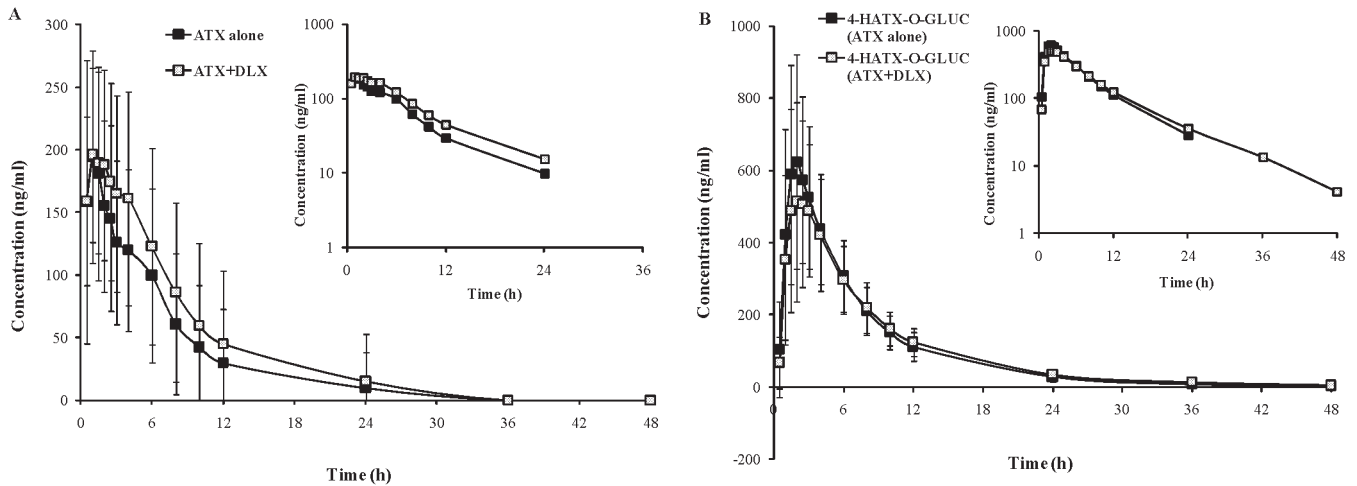 A
300
250
200
150
100
50
0
Concentration (ng/ml)
0 6 12 18 24 30 36 42 48
Time (h)
ATX alone
ATX+DLX
1000
100
10
1
Concentration (ng/ml)
0 12 24 36
Time (h)
B
1000
800
600
400
200
0
-200
Concentration (ng/ml)
0 6 12 18 24 30 36 42 48
Time (h)
4-HATX-O-GLUC
(ATX alone)
4-HATX-O-GLUC
(ATX+DLX)
1000
100
10
1
Concentration (ng/ml)
0 12 24 36 48
Time (h)